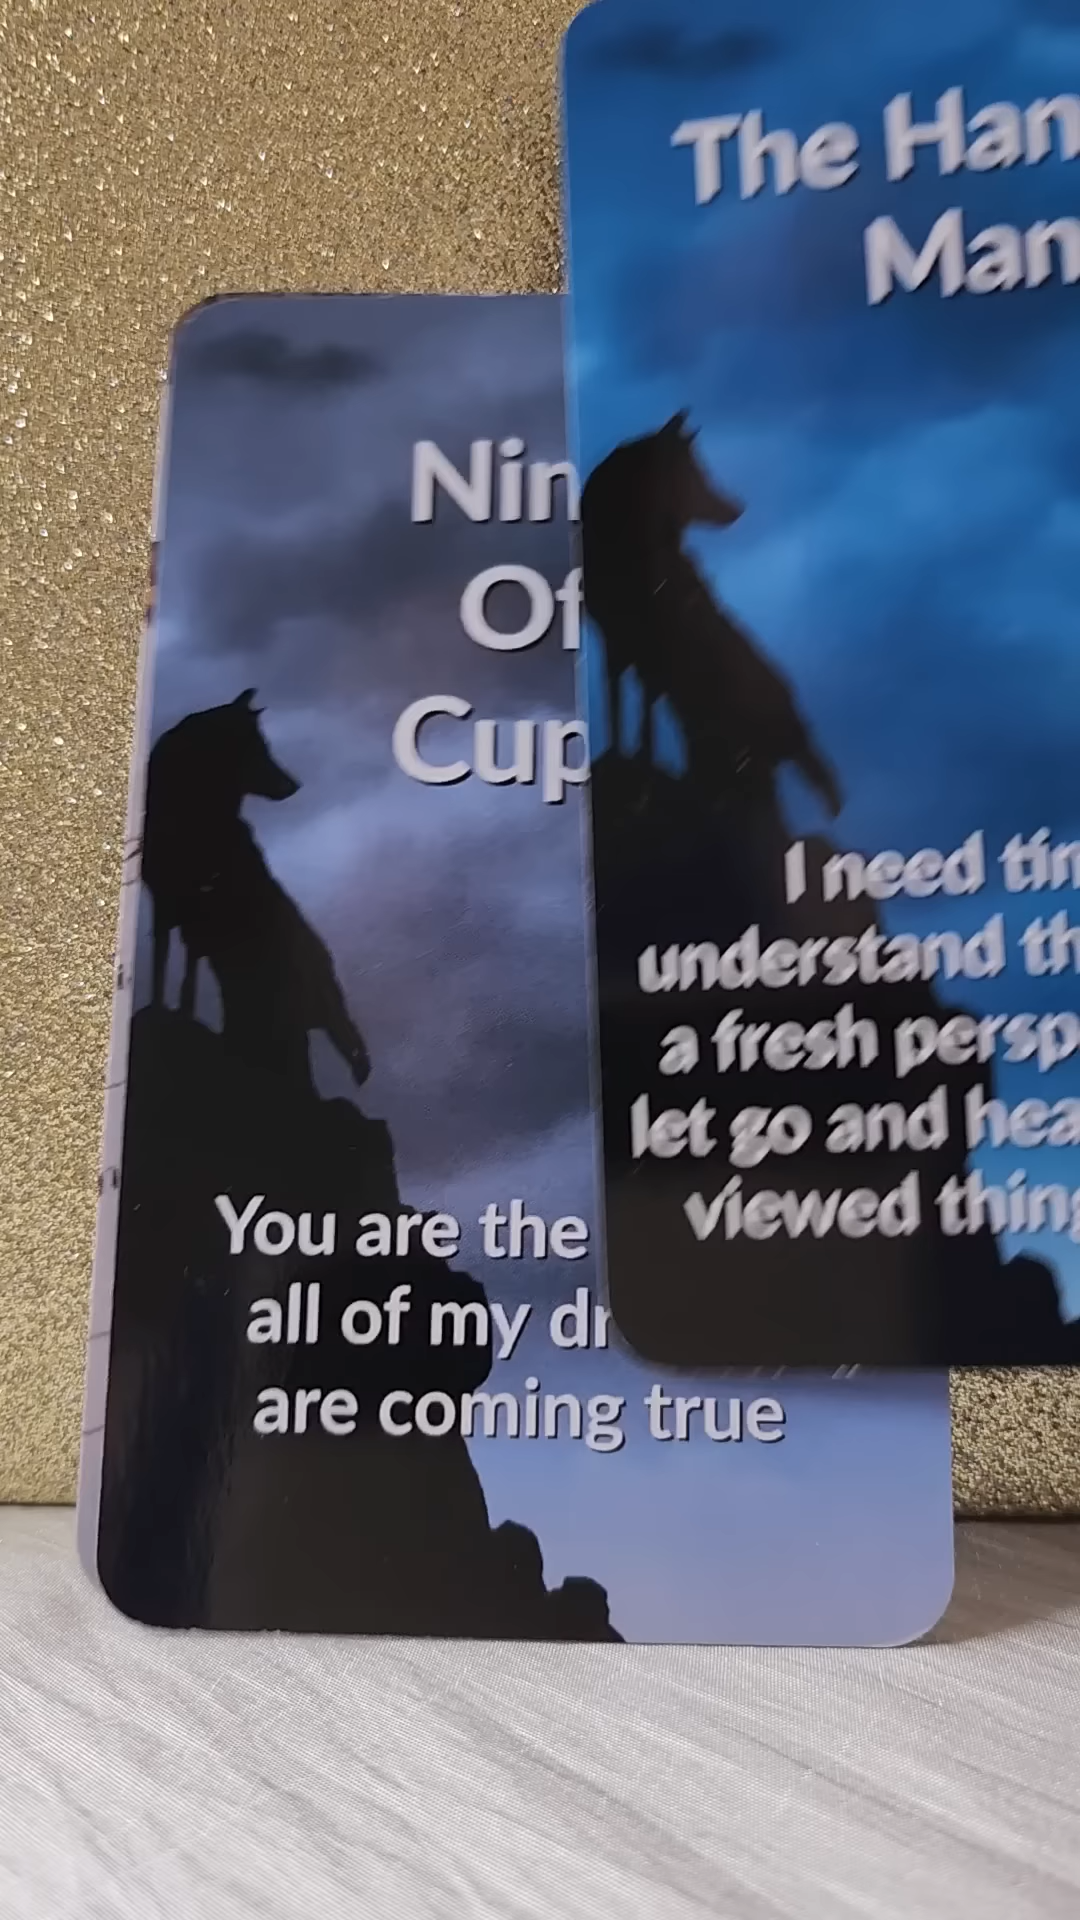 Nin
Of
Cup
You are the
all of my dr
are coming true
The Han
Man
I need tim
understand th
a fresh persp
let go and hea
viewed thing